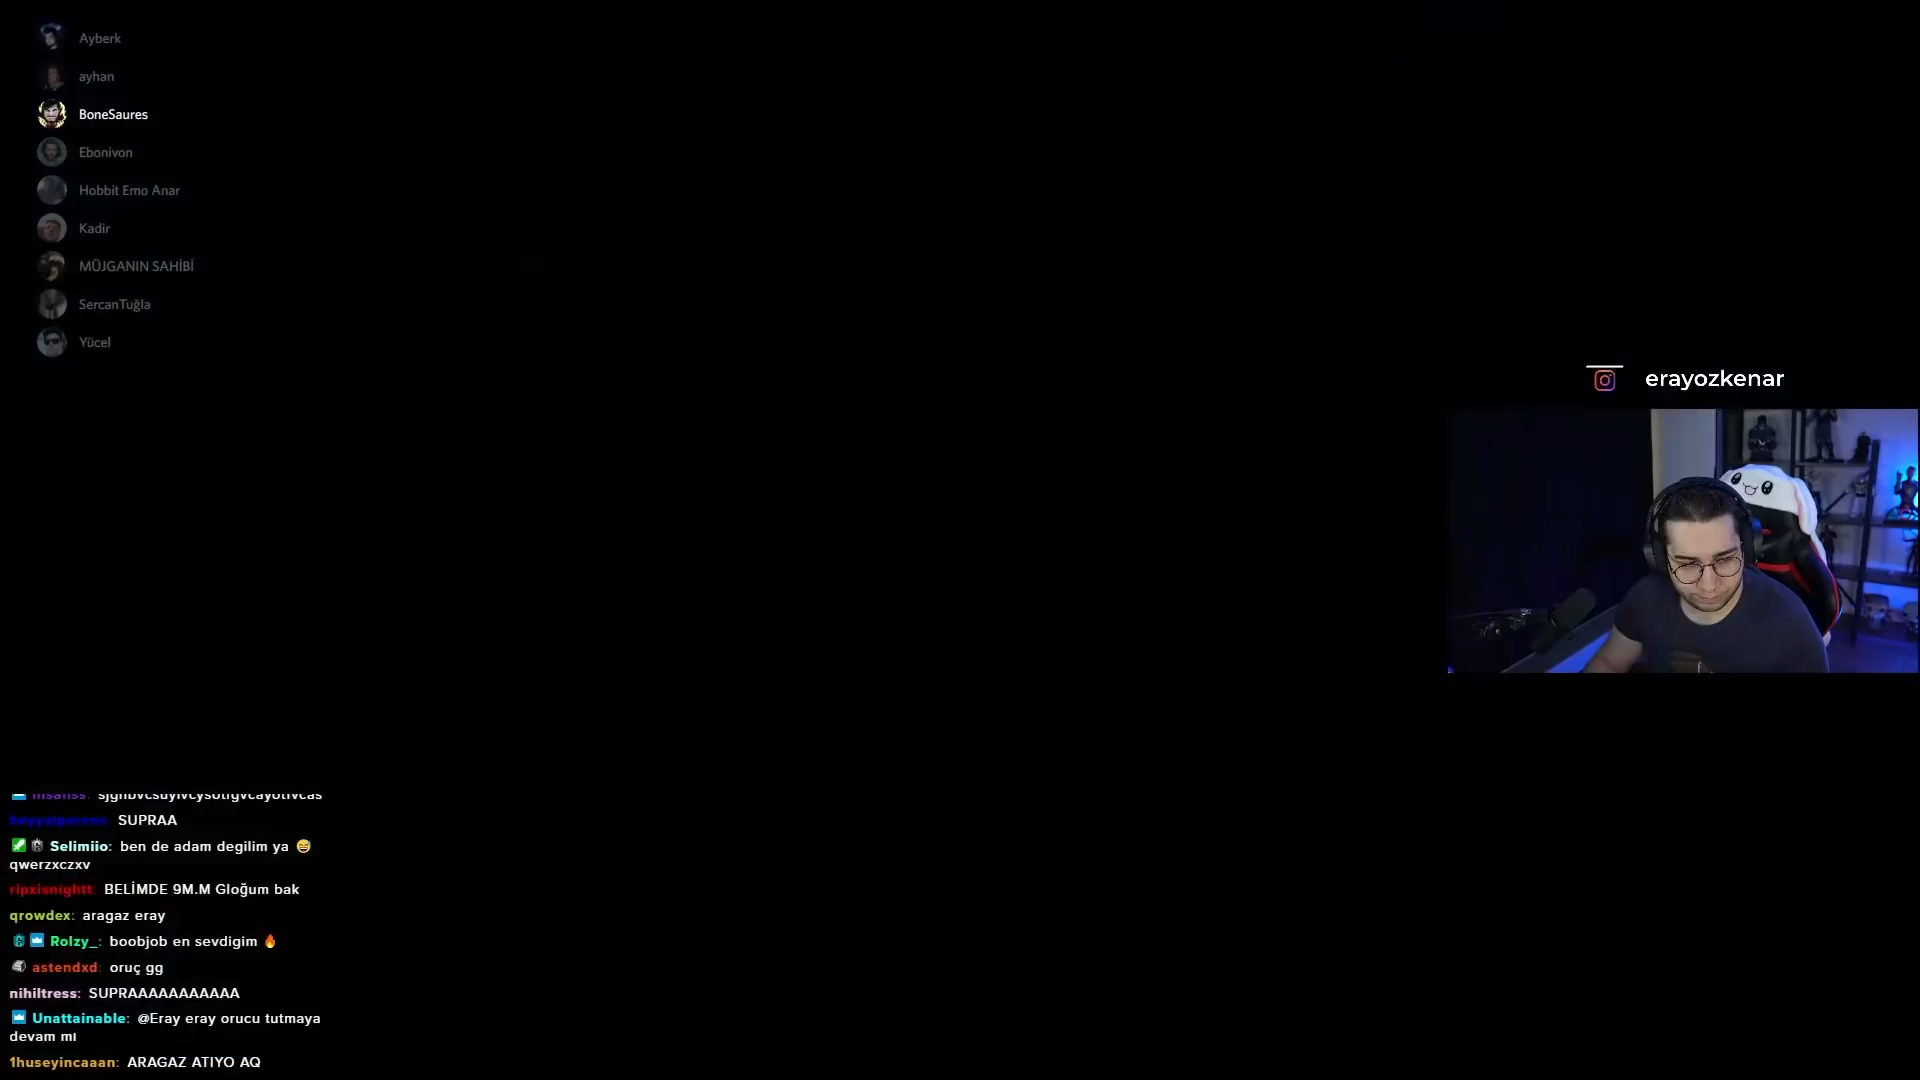 Ayberk
ayhan
BoneSaures
Ebonivon
Hobbit Emo Anar
Kadir
MÜJGANIN SAHİBİ
SercanTuğla
Yücel
erayozkenar
SUPRAA
Selimiio: ben de adam degilim ya 😅
qwerzxczxv
ripxisnightt: BELİMDE 9M.M Gloğum bak
qrowdex: aragaz eray
Rolzy_: boobjob en sevdigim 🔥
astendxd: oruç gg
nihiltress: SUPRAAAAAAAAAAA
Unattainable: @Eray eray orucu tutmaya
devam mı
1huseyincaaan: ARAGAZ ATIYO AQ